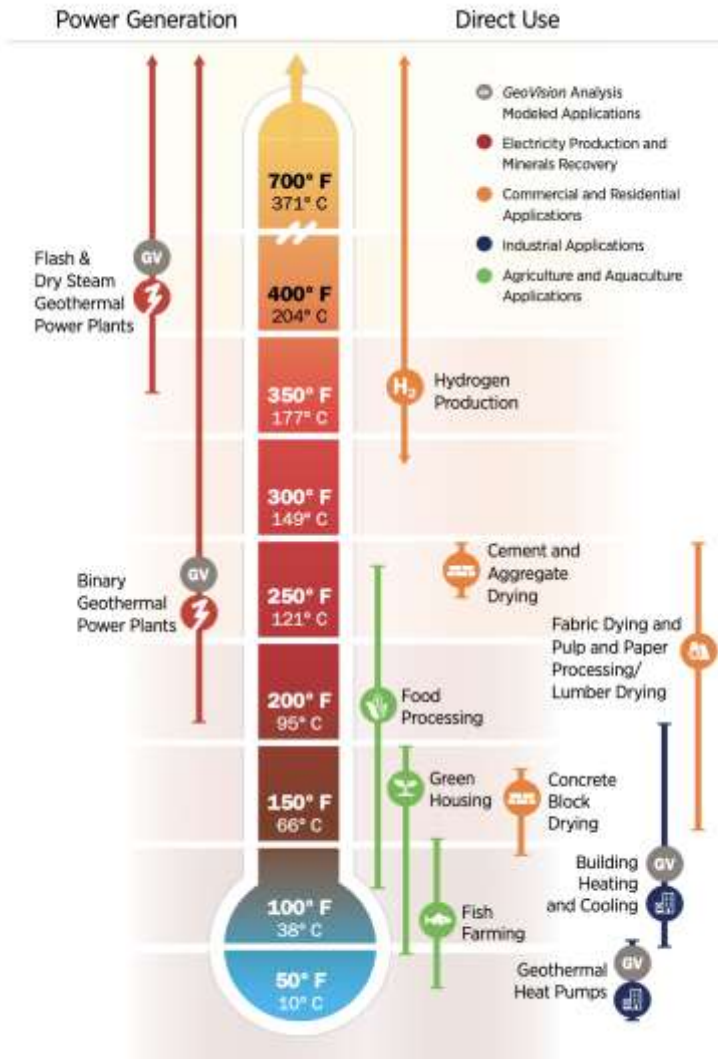 Power Generation
Direct Use
GeoVision Analysis
Modeled Applications
Electricity Production and
Minerals Recovery
Commercial and Residential
Applications
Industrial Applications
Agriculture and Aquaculture
Applications
700° F
371° C
GV
Flash &
Dry Steam
Geothermal
Power Plants
400° F
204° C
350° F
177° C
H₂
Hydrogen
Production
300° F
149° C
Cement and
Aggregate
Drying
GV
Binary
Geothermal
Power Plants
250° F
121° C
Fabric Dying and
Pulp and Paper
Processing/
Lumber Drying
200° F
95° C
Food
Processing
Green
Housing
Concrete
Block
Drying
150° F
66° C
Building
Heating
and Cooling
GV
100° F
38° C
Fish
Farming
50° F
10° C
Geothermal
Heat Pumps
GV